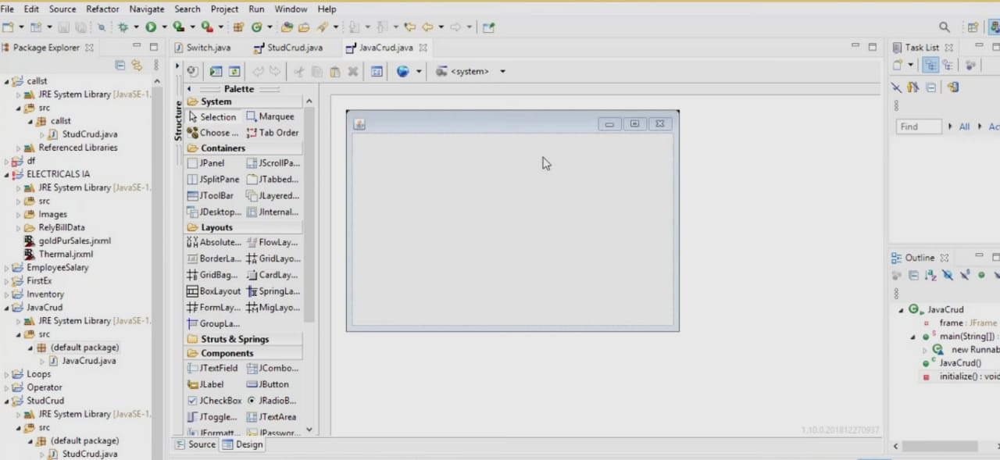 File Edit Source Refactor Navigate Search Project Run Window Help
Package Explorer
callst
JRE System Library [JavaSE-1.
src
callst
StudCrud.java
Referenced Libraries
df
ELECTRICALS IA
JRE System Library [JavaSE-1.
src
Images
RelyBillData
goldPurSales.jrxml
Thermal.jrxml
EmployeeSalary
FirstEx
Inventory
JavaCrud
JRE System Library [JavaSE-1.
src
(default package)
JavaCrud.java
Loops
Operator
StudCrud
JRE System Library [JavaSE-1.
src
(default package)
StudCrud.java
Switch.java StudCrud.java JavaCrud.java
<system>
Structure
Palette
System
Selection Marquee
Choose ... Tab Order
Containers
JPanel JScrollPa...
JSplitPane JTabbed...
JToolBar JLayered...
JDesktop... JInternal...
Layouts
Absolute... FlowLay...
BorderLa... GridLayo...
GridBag... CardLay...
BoxLayout SpringLa...
FormLay... MigLayo...
GroupLa...
Struts & Springs
Components
JTextField JCombo...
JLabel JButton
JCheckBox JRadioB...
JToggle... JTextArea
JFormatt... JPasswor...
1.10.0.201812270937
Source Design
Task List
Find All Ac
Outline
JavaCrud
frame : JFrame
main(String[]) :
new Runnab
JavaCrud()
initialize() : void